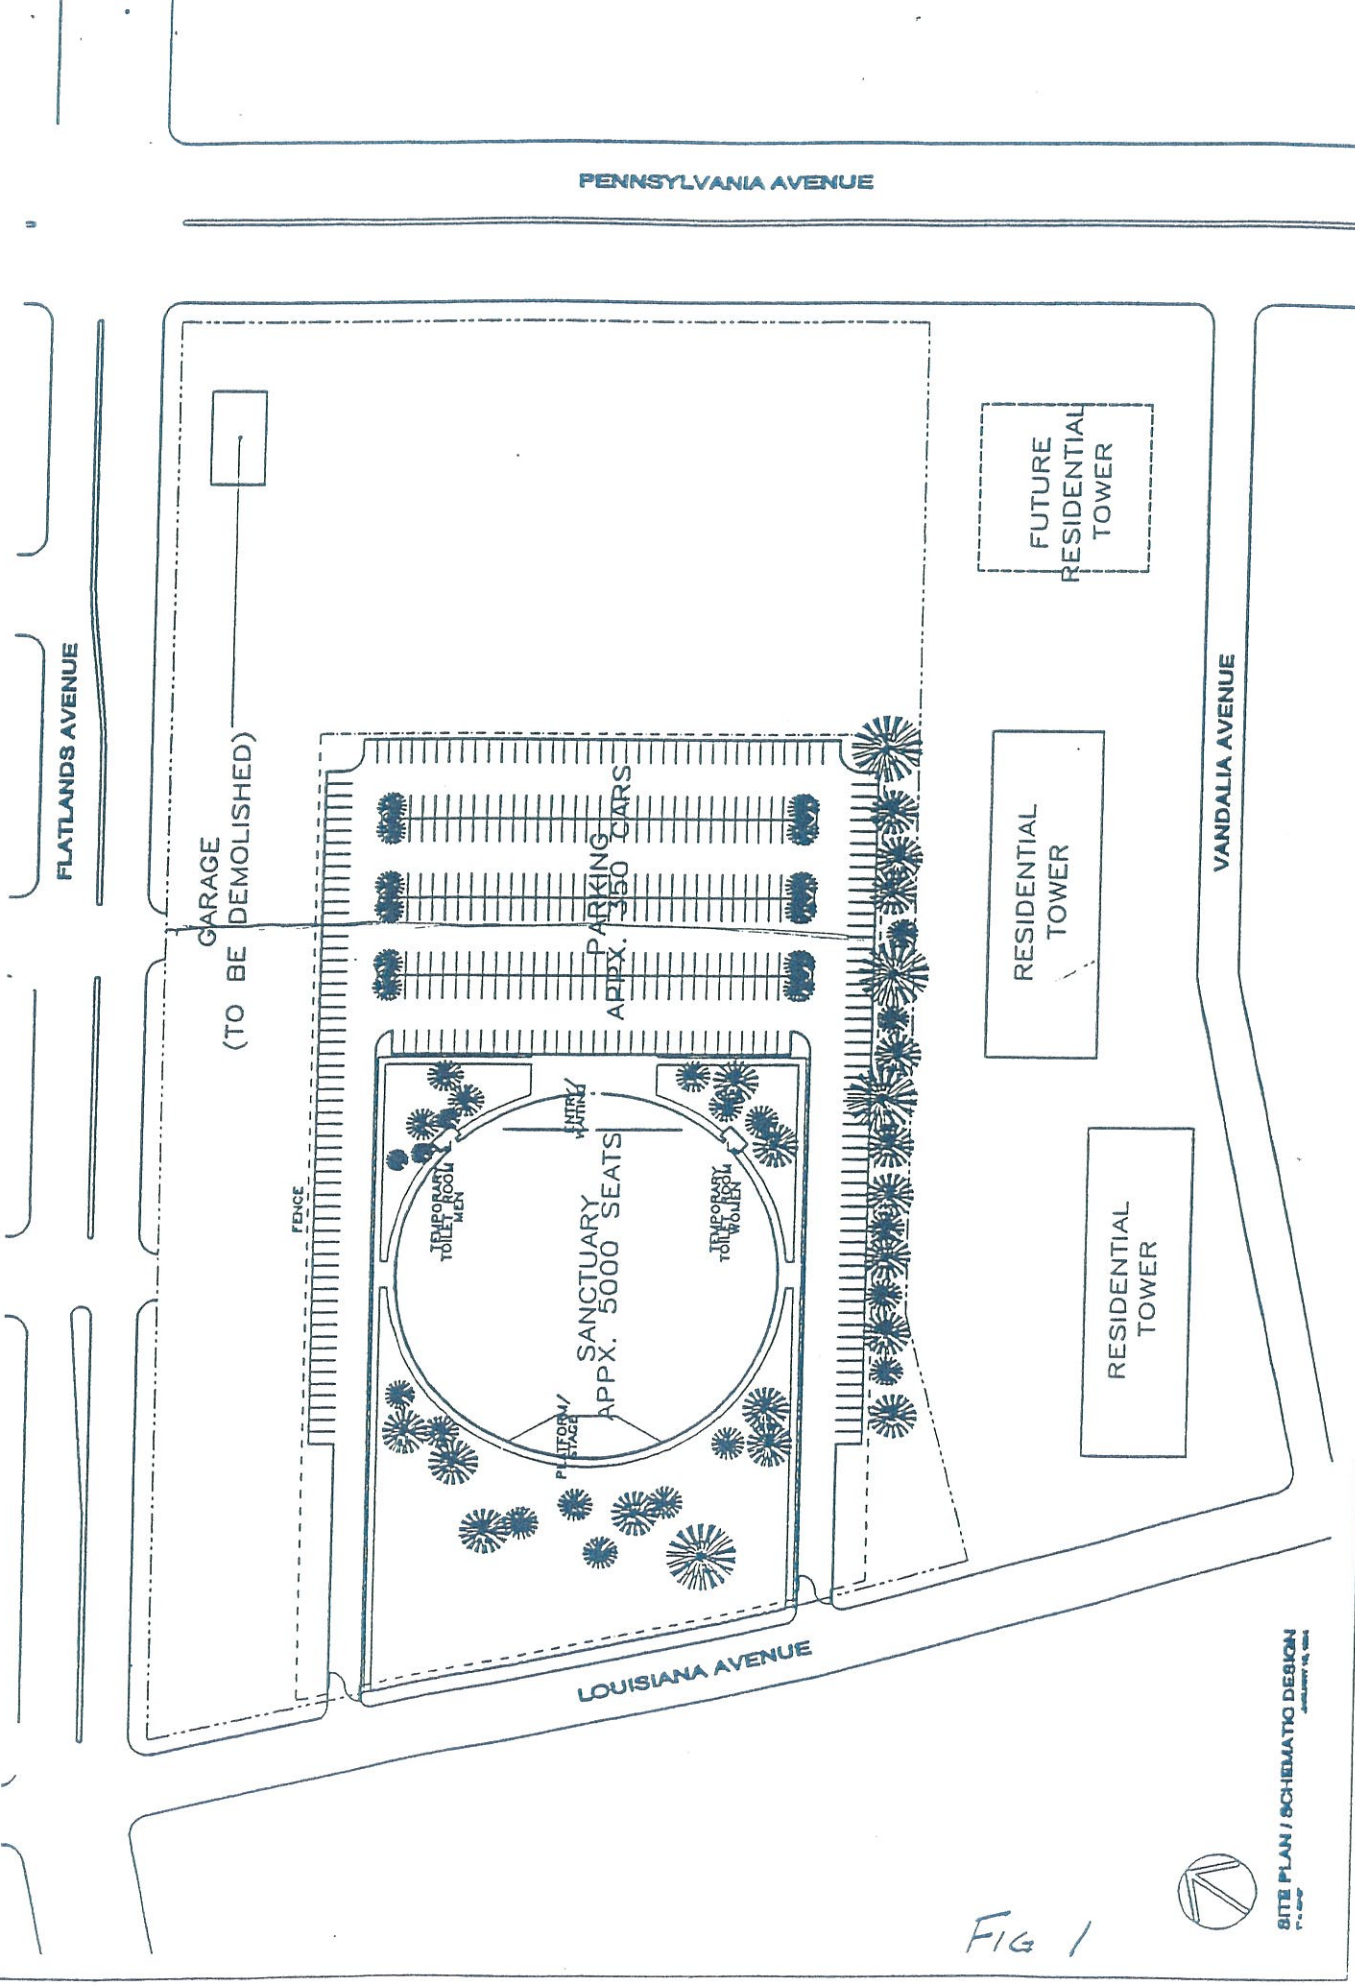 PENNSYLVANIA AVENUE
FLATLANDS AVENUE
GARAGE
(TO BE DEMOLISHED)
FUTURE
RESIDENTIAL
TOWER
VANDALIA AVENUE
PARKING
APPX. 350 CARS
RESIDENTIAL
TOWER
FENCE
ENTRY/
WAITING
TEMPORARY
TOILET ROOM
MEN
TEMPORARY
TOILET ROOM
WOMEN
SANCTUARY
APPX. 5000 SEATS
PLATFORM/
STAGE
RESIDENTIAL
TOWER
LOUISIANA AVENUE
SITE PLAN / SCHEMATIC DESIGN
FIG 1